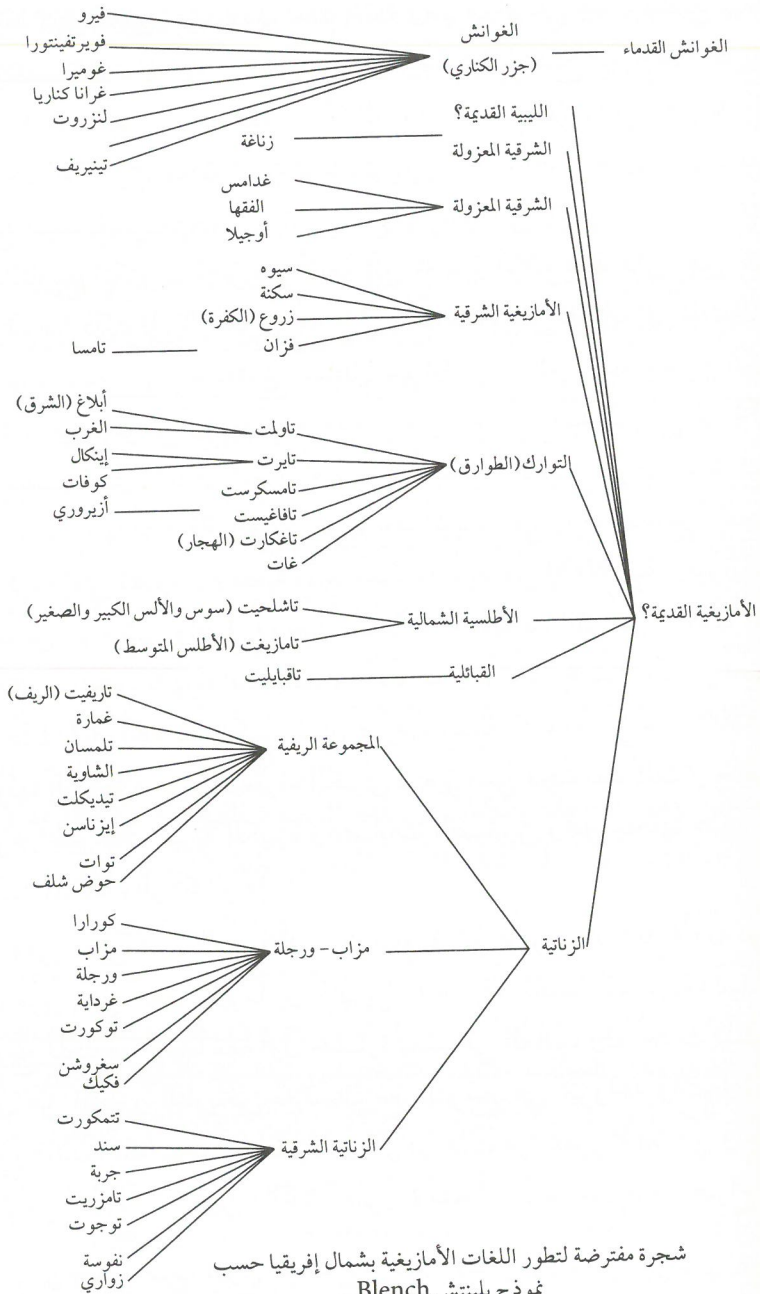 الغوانش القدماء
الغوانش
(جزر الكناري)
فيرو
فويرتفينتورا
غوميرا
غرانا كناريا
لنزروت
تينيريف
الأمازيغية القديمة؟
الليبية القديمة؟
الشرقية المعزولة
زناغة
الشرقية المعزولة
غدامس
الفقها
أوجيلا
الأمازيغية الشرقية
سيوه
سكنة
زروع (الكفرة)
فزان
تامسا
التوارك (الطوارق)
تاولمت
أبلاغ (الشرق)
الغرب
تايرت
إينكال
كوفات
تامسكرست
تافاغيست
أزيروري
تاغكارت (الهجار)
غات
الأطلسية الشمالية
تاشلحيت (سوس والألس الكبير والصغير)
تامازيغت (الأطلس المتوسط)
القبائلية
تاقبايليت
الزناتية
المجموعة الريفية
تاريفيت (الريف)
غمارة
تلمسان
الشاوية
تيديكلت
إيزناسن
توات
حوض شلف
مزاب - ورجلة
كورارا
مزاب
ورجلة
غرداية
توكورت
سغروشن
فكيك
الزناتية الشرقية
تتمكورت
سند
جربة
تامزريت
توجوت
نفوسة
زواري
شجرة مفترضة لتطور اللغات الأمازيغية بشمال إفريقيا حسب
نموذج بلينتش Blench